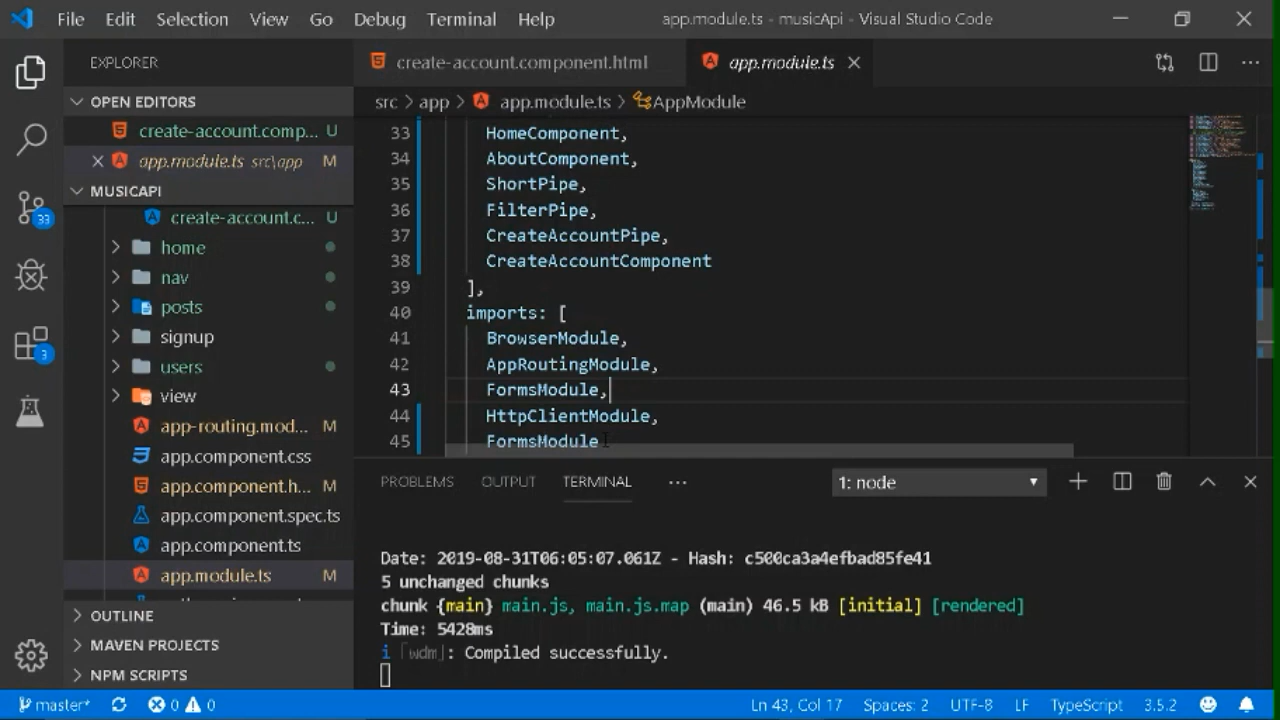 File Edit Selection View Go Debug Terminal Help app.module.ts - musicApi - Visual Studio Code
EXPLORER
OPEN EDITORS
create-account.comp... U
app.module.ts src\app M
MUSICAPI
create-account.c... U
home
nav
posts
signup
users
view
app-routing.mod... M
app.component.css
app.component.h... M
app.component.spec.ts
app.component.ts
app.module.ts M
OUTLINE
MAVEN PROJECTS
NPM SCRIPTS
33
3
create-account.component.html app.module.ts
src > app > app.module.ts > AppModule
33 HomeComponent,
34 AboutComponent,
35 ShortPipe,
36 FilterPipe,
37 CreateAccountPipe,
38 CreateAccountComponent
39 ],
40 imports: [
41 BrowserModule,
42 AppRoutingModule,
43 FormsModule,
44 HttpClientModule,
45 FormsModule
PROBLEMS OUTPUT TERMINAL ... 1: node
Date: 2019-08-31T06:05:07.061Z - Hash: c500ca3a4efbad85fe41
5 unchanged chunks
chunk {main} main.js, main.js.map (main) 46.5 kB [initial] [rendered]
Time: 5428ms
i ｢wdm｣: Compiled successfully.
master* 0 0 Ln 43, Col 17 Spaces: 2 UTF-8 LF TypeScript 3.5.2